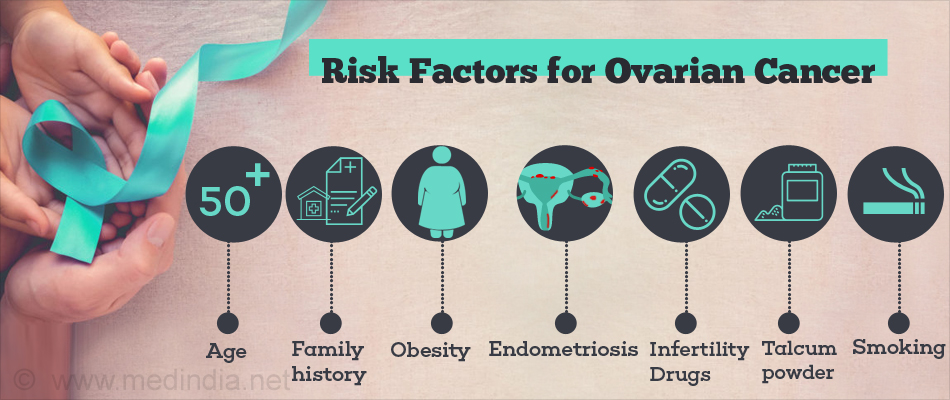 Risk Factors for Ovarian Cancer
50+
Age
Family
history
Obesity
Endometriosis
Infertility
Drugs
Talcum
powder
Smoking
© www.medindia.net